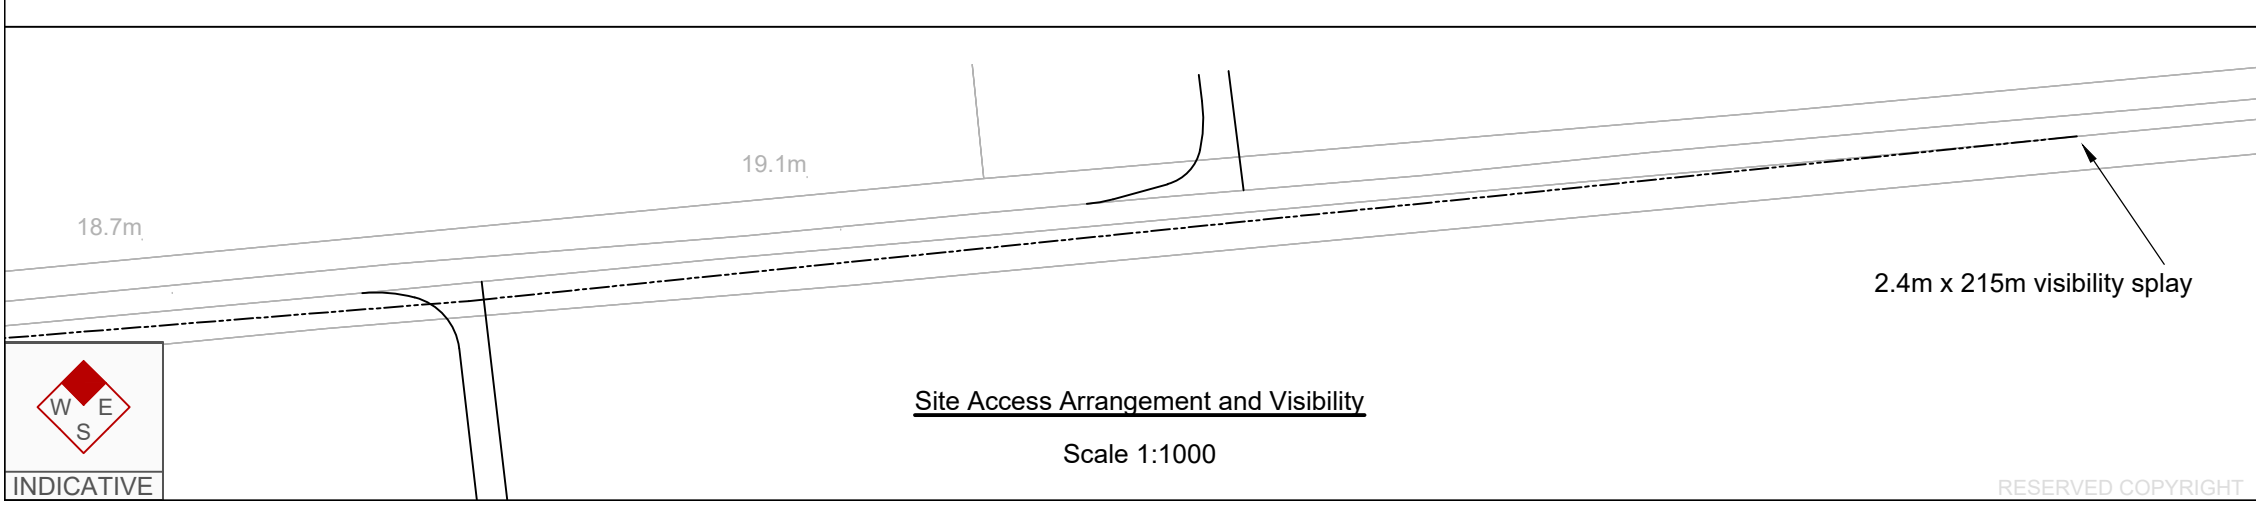 19.1m
18.7m
2.4m x 215m visibility splay
Site Access Arrangement and Visibility
Scale 1:1000
W E
S
INDICATIVE
RESERVED COPYRIGHT